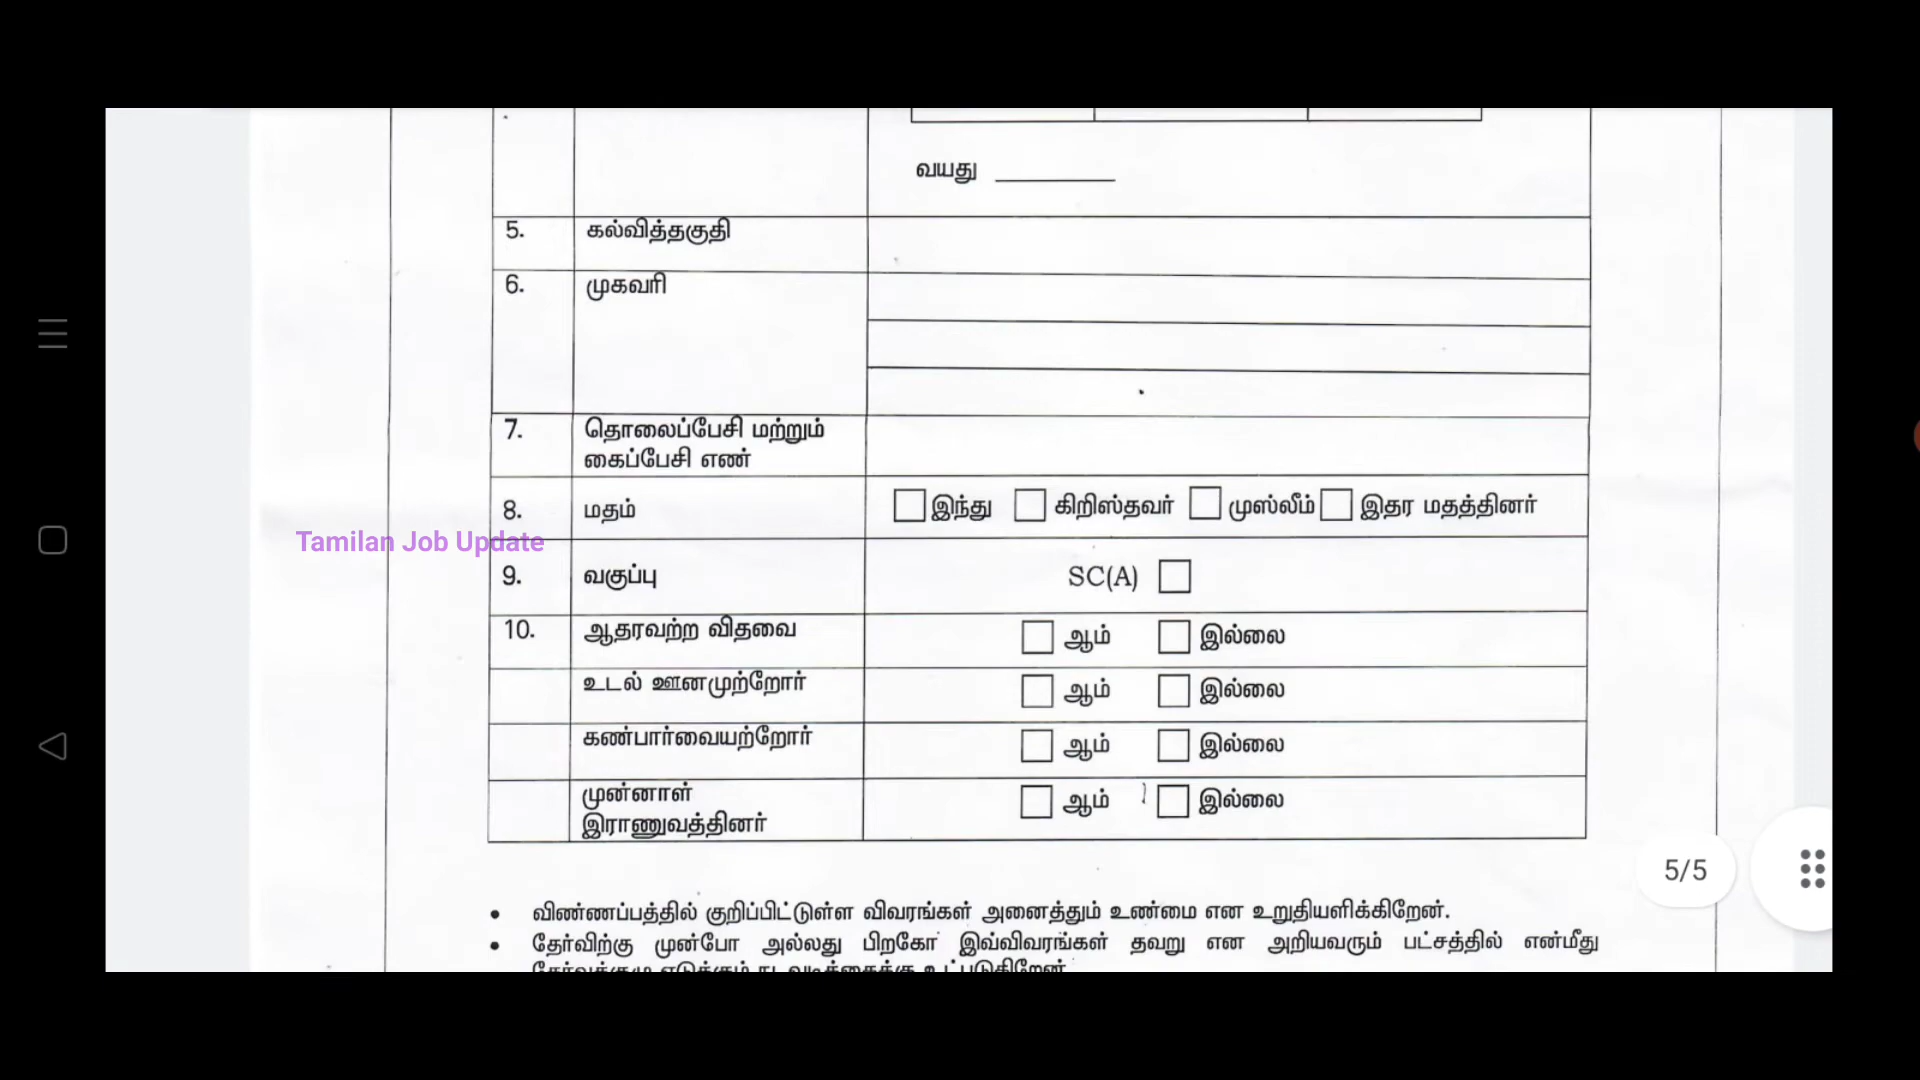 வயது
5. கல்வித்தகுதி
6. முகவரி
7. தொலைப்பேசி மற்றும்
கைப்பேசி எண்
8. மதம் இந்து கிறிஸ்தவர் முஸ்லீம் இதர மதத்தினர்
Tamilan Job Update
9. வகுப்பு SC(A)
10. ஆதரவற்ற விதவை ஆம் இல்லை
உடல் ஊனமுற்றோர் ஆம் இல்லை
கண்பார்வையற்றோர் ஆம் இல்லை
முன்னாள்
இராணுவத்தினர் ஆம் இல்லை
5/5
• விண்ணப்பத்தில் குறிப்பிட்டுள்ள விவரங்கள் அனைத்தும் உண்மை என உறுதியளிக்கிறேன்.
• தேர்விற்கு முன்போ அல்லது பிறகோ இவ்விவரங்கள் தவறு என அறியவரும் பட்சத்தில் என்மீது